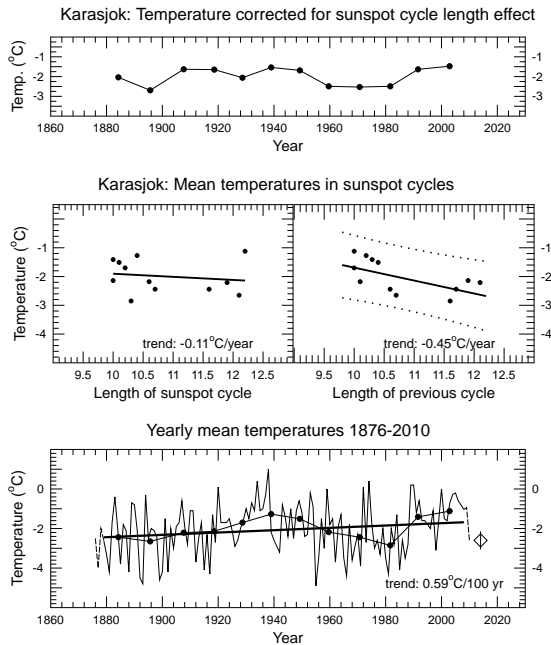 Karasjok: Temperature corrected for sunspot cycle length effect
Temp. (°C)
-1 -1
-2 -2
-3 -3
1860 1880 1900 1920 1940 1960 1980 2000 2020
Year
Karasjok: Mean temperatures in sunspot cycles
Temperature (°C)
-1 -1
-2 -2
-3 -3
-4 -4
trend: -0.11°C/year trend: -0.45°C/year
9.5 10 10.5 11 11.5 12 12.5 9.5 10 10.5 11 11.5 12 12.5
Length of sunspot cycle Length of previous cycle
Yearly mean temperatures 1876-2010
Temperature (°C)
0 0
-2 -2
-4 -4
trend: 0.59°C/100 yr
1860 1880 1900 1920 1940 1960 1980 2000 2020
Year